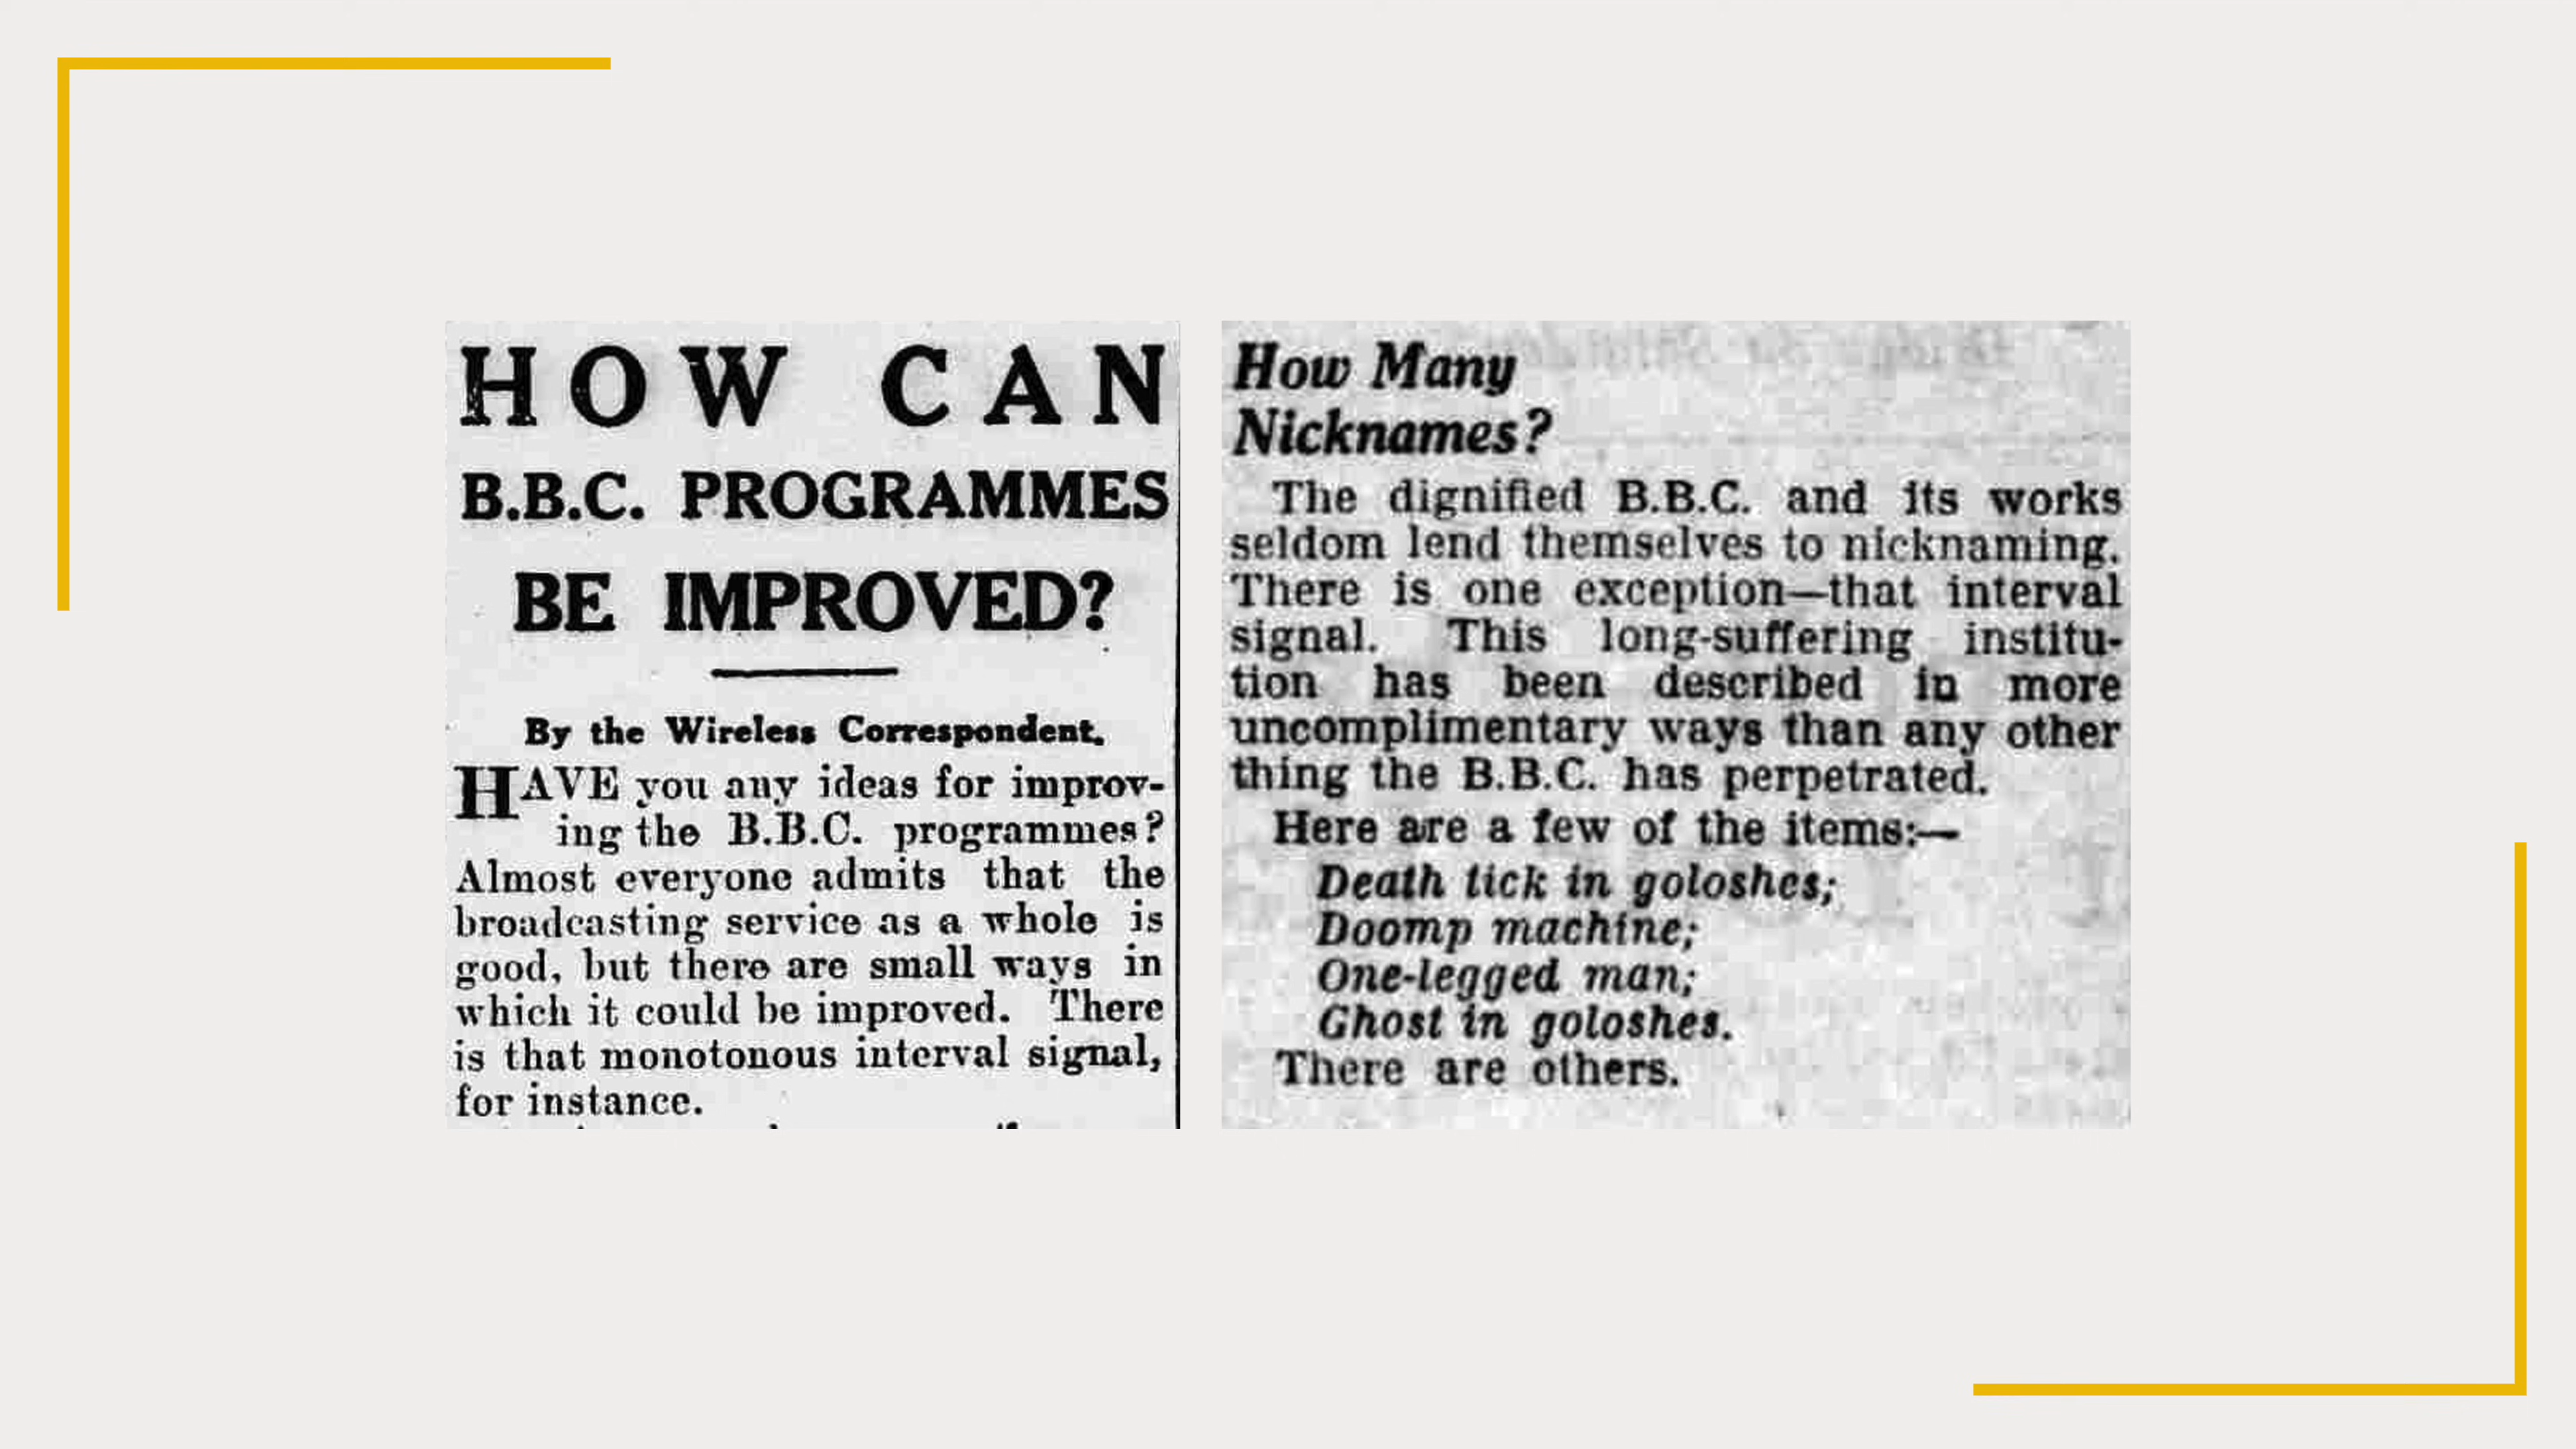 HOW CAN
B.B.C. PROGRAMMES
BE IMPROVED?
By the Wireless Correspondent.
HAVE you any ideas for improv-
ing the B.B.C. programmes?
Almost everyone admits that the
broadcasting service as a whole is
good, but there are small ways in
which it could be improved. There
is that monotonous interval signal,
for instance.
How Many
Nicknames?
The dignified B.B.C. and its works
seldom lend themselves to nicknaming.
There is one exception—that interval
signal. This long-suffering institu-
tion has been described in more
uncomplimentary ways than any other
thing the B.B.C. has perpetrated.
Here are a few of the items:—
Death tick in goloshes;
Doomp machine;
One-legged man;
Ghost in goloshes.
There are others.